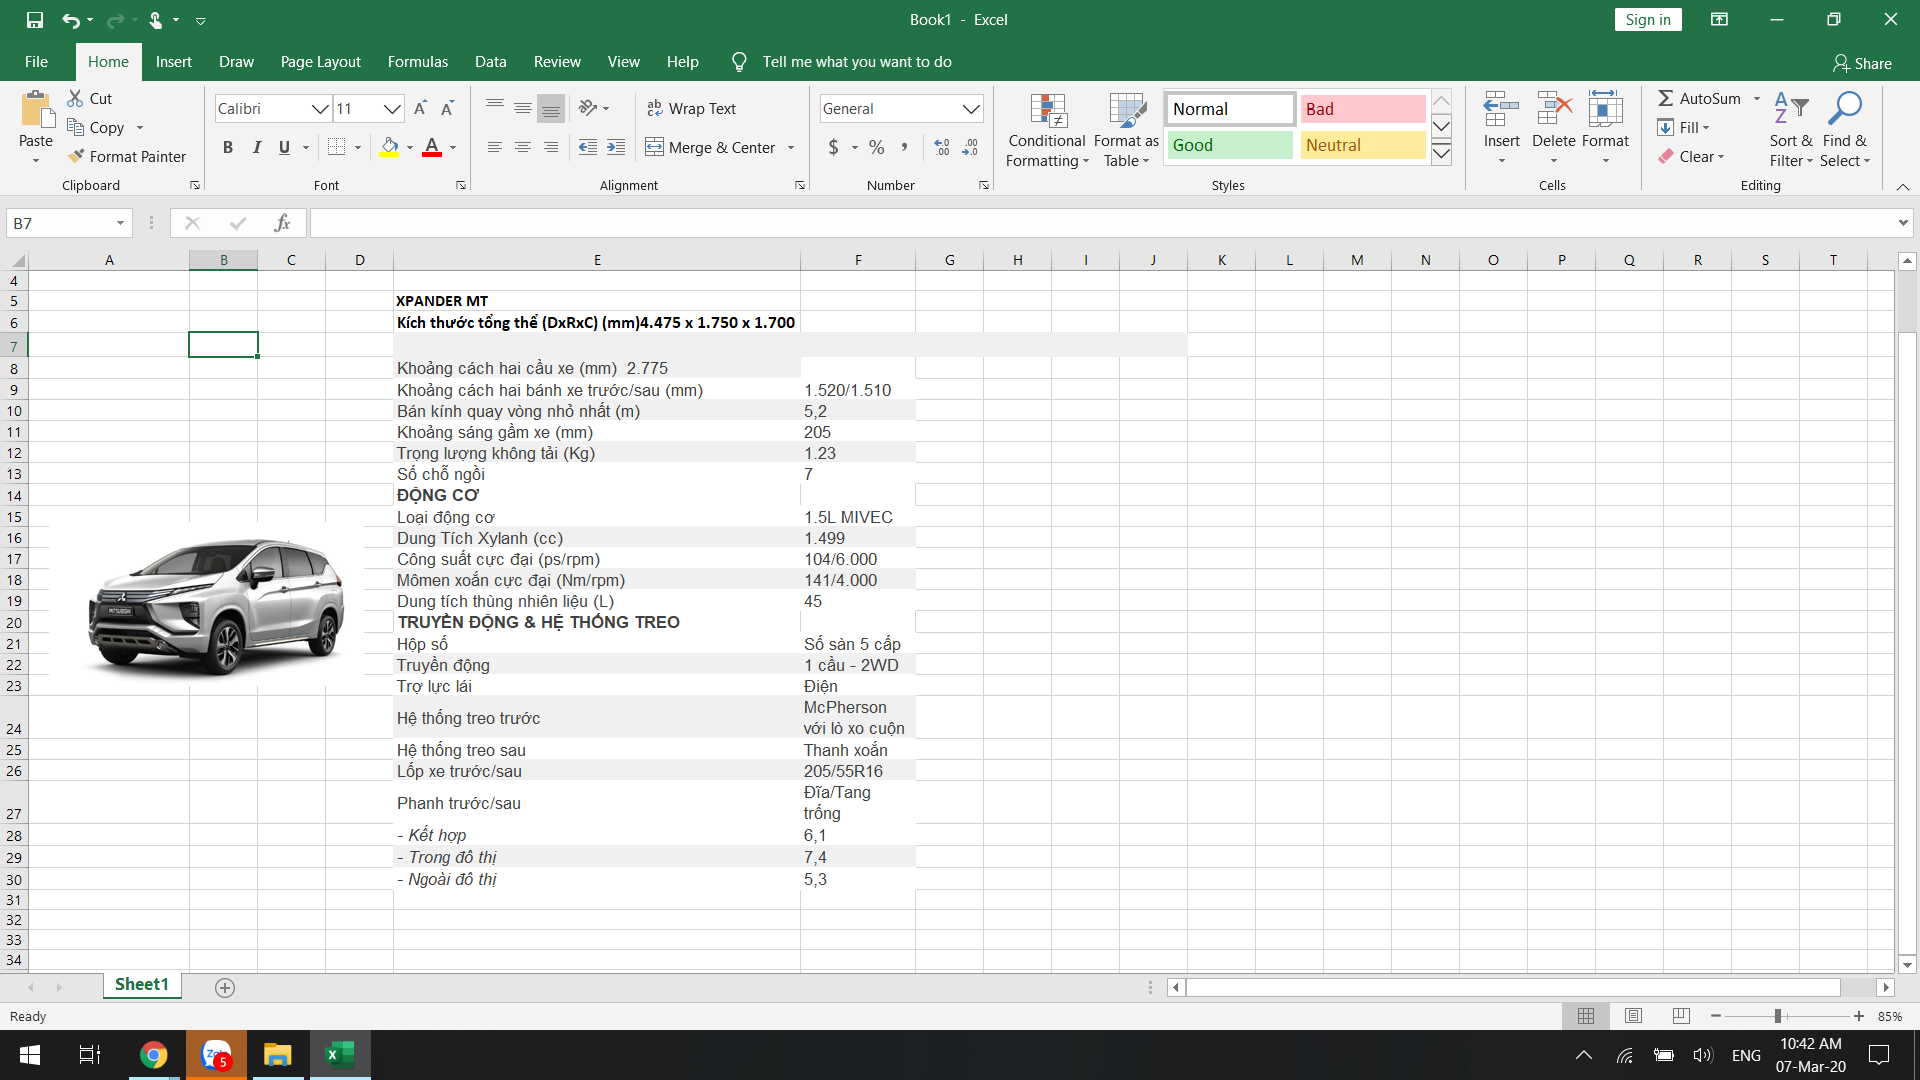 Book1 - Excel
Sign in
File Home Insert Draw Page Layout Formulas Data Review View Help Tell me what you want to do Share
Paste
Cut
Copy
Format Painter
Clipboard
Calibri 11
B I U
Font
Wrap Text
Merge & Center
Alignment
General
$ % ,
Number
Conditional Formatting
Format as Table
Normal Bad
Good Neutral
Styles
Insert Delete Format
Cells
AutoSum
Fill
Clear
Sort & Filter
Find & Select
Editing
B7
fx
A B C D E F G H I J K L M N O P Q R S T
4
5 XPANDER MT
6 Kích thước tổng thể (DxRxC) (mm)4.475 x 1.750 x 1.700
7
8 Khoảng cách hai cầu xe (mm) 2.775
9 Khoảng cách hai bánh xe trước/sau (mm) 1.520/1.510
10 Bán kính quay vòng nhỏ nhất (m) 5,2
11 Khoảng sáng gầm xe (mm) 205
12 Trọng lượng không tải (Kg) 1.23
13 Số chỗ ngồi 7
14 ĐỘNG CƠ
15 Loại động cơ 1.5L MIVEC
16 Dung Tích Xylanh (cc) 1.499
17 Công suất cực đại (ps/rpm) 104/6.000
18 Mômen xoắn cực đại (Nm/rpm) 141/4.000
19 Dung tích thùng nhiên liệu (L) 45
20 TRUYỀN ĐỘNG & HỆ THỐNG TREO
21 Hộp số Số sàn 5 cấp
22 Truyền động 1 cầu - 2WD
23 Trợ lực lái Điện
24 Hệ thống treo trước McPherson với lò xo cuộn
25 Hệ thống treo sau Thanh xoắn
26 Lốp xe trước/sau 205/55R16
27 Phanh trước/sau Đĩa/Tang trống
28 - Kết hợp 6,1
29 - Trong đô thị 7,4
30 - Ngoài đô thị 5,3
31
32
33
34
Sheet1
Ready
85%
5
ENG
10:42 AM
07-Mar-20